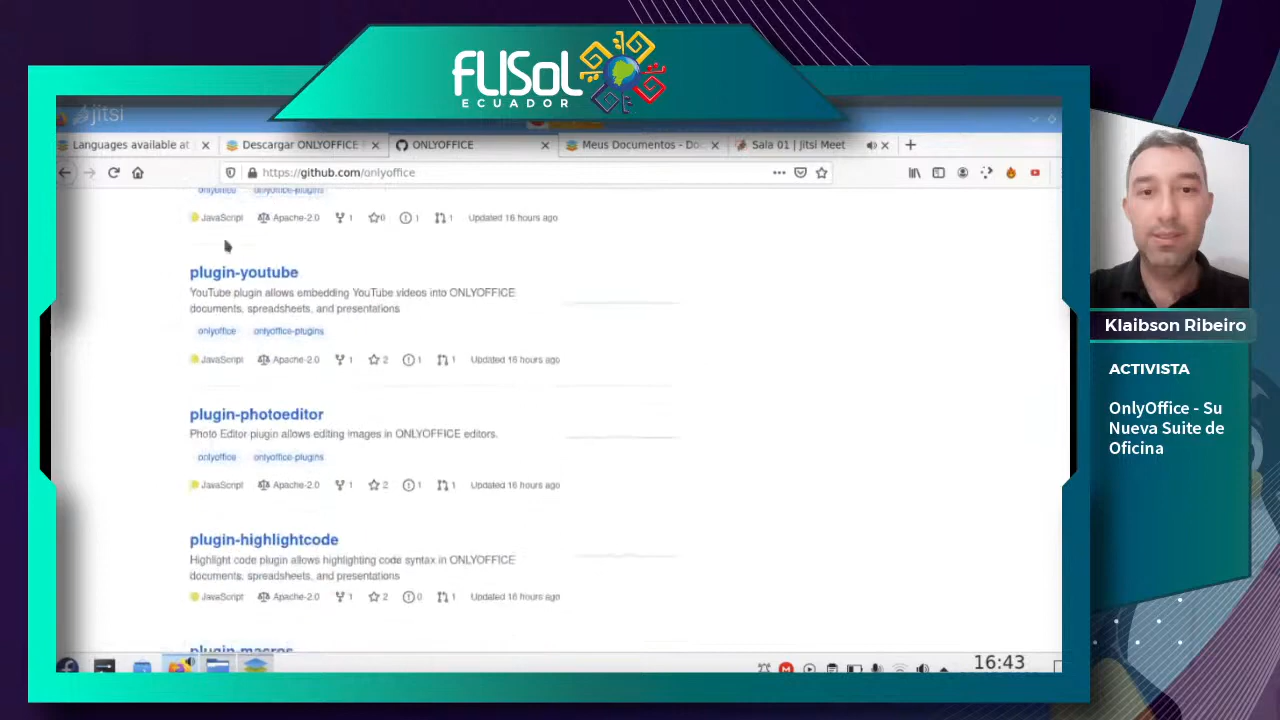 FLISoL
ECUADOR
jitsi
Languages available at
Descargar ONLYOFFICE
ONLYOFFICE
Meus Documentos - Do
Sala 01 | Jitsi Meet
https://github.com/onlyoffice
onlyoffice onlyoffice-plugins
JavaScript Apache-2.0 1 0 1 1 Updated 16 hours ago
plugin-youtube
YouTube plugin allows embedding YouTube videos into ONLYOFFICE
documents, spreadsheets, and presentations
onlyoffice onlyoffice-plugins
JavaScript Apache-2.0 1 2 1 1 Updated 16 hours ago
plugin-photoeditor
Photo Editor plugin allows editing images in ONLYOFFICE editors.
onlyoffice onlyoffice-plugins
JavaScript Apache-2.0 1 2 1 1 Updated 16 hours ago
plugin-highlightcode
Highlight code plugin allows highlighting code syntax in ONLYOFFICE
documents, spreadsheets, and presentations
JavaScript Apache-2.0 1 2 0 1 Updated 16 hours ago
plugin-macros
16:43
Klaibson Ribeiro
ACTIVISTA
OnlyOffice - Su
Nueva Suite de
Oficina